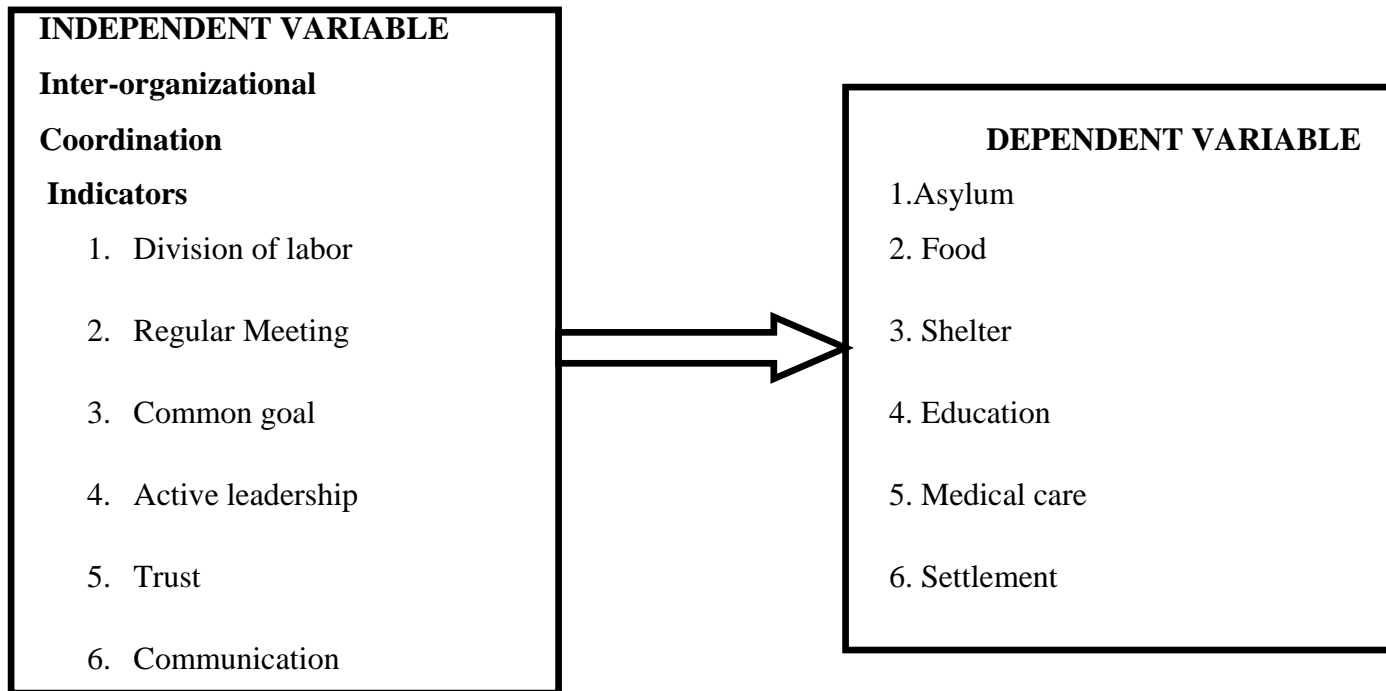 INDEPENDENT VARIABLE
Inter-organizational
Coordination
Indicators
1. Division of labor
2. Regular Meeting
3. Common goal
4. Active leadership
5. Trust
6. Communication
DEPENDENT VARIABLE
1.Asylum
2. Food
3. Shelter
4. Education
5. Medical care
6. Settlement